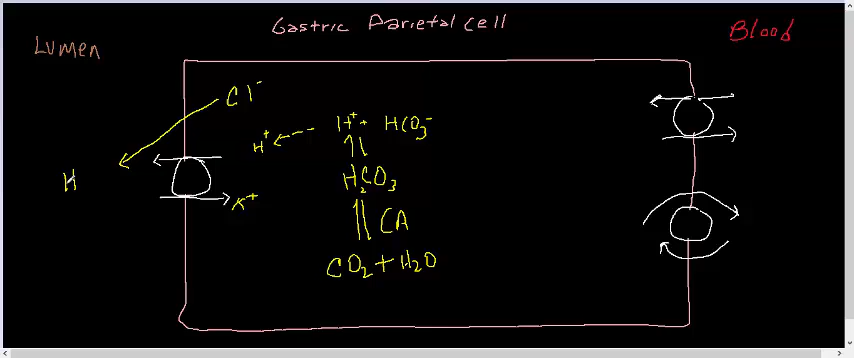 Gastric Parietal Cell
Blood
Lumen
Cl⁻
H⁺ + HCO₃⁻
H⁺
H
H₂CO₃
K⁺
CA
CO₂ + H₂O